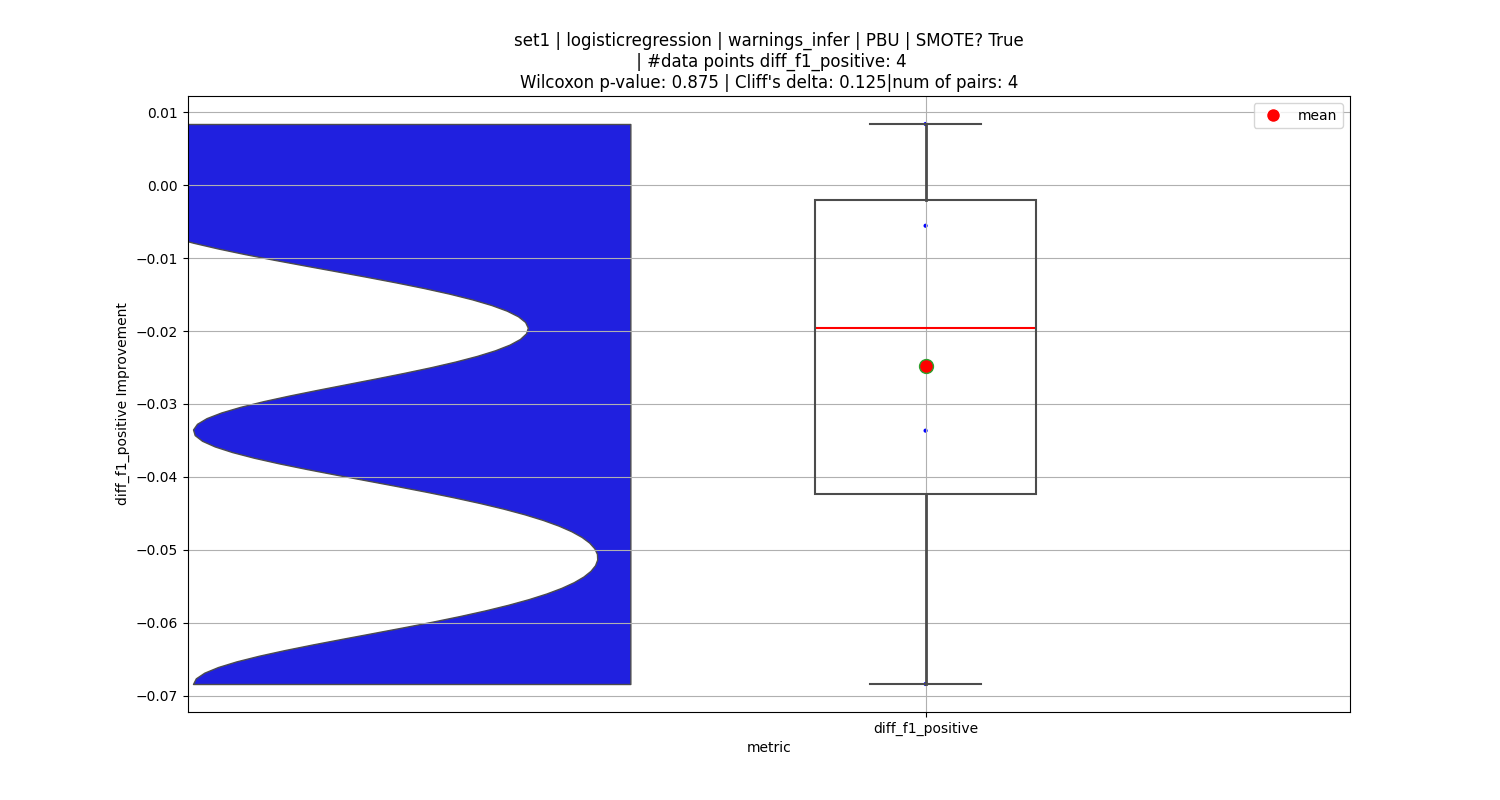 set1 | logisticregression | warnings_infer | PBU | SMOTE? True
| #data points diff_f1_positive: 4
Wilcoxon p-value: 0.875 | Cliff's delta: 0.125|num of pairs: 4
mean
0.01
0.00
−0.01
−0.02
−0.03
−0.04
−0.05
−0.06
−0.07
diff_f1_positive Improvement
diff_f1_positive
metric